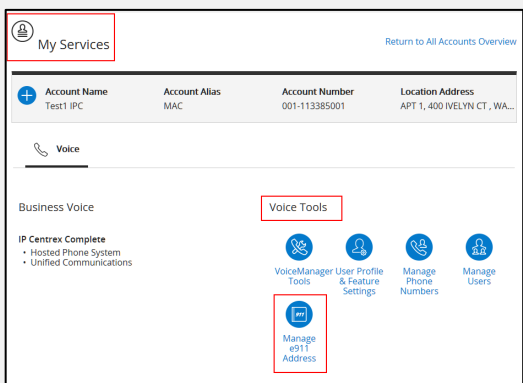 My Services
Return to All Accounts Overview
Account Name Account Alias Account Number Location Address
Test1 IPC MAC 001-113385001 APT 1, 400 IVELYN CT , WA...
Voice
Business Voice
Voice Tools
IP Centrex Complete
• Hosted Phone System
• Unified Communications
VoiceManager Tools
User Profile & Feature Settings
Manage Phone Numbers
Manage Users
911
Manage e911 Address